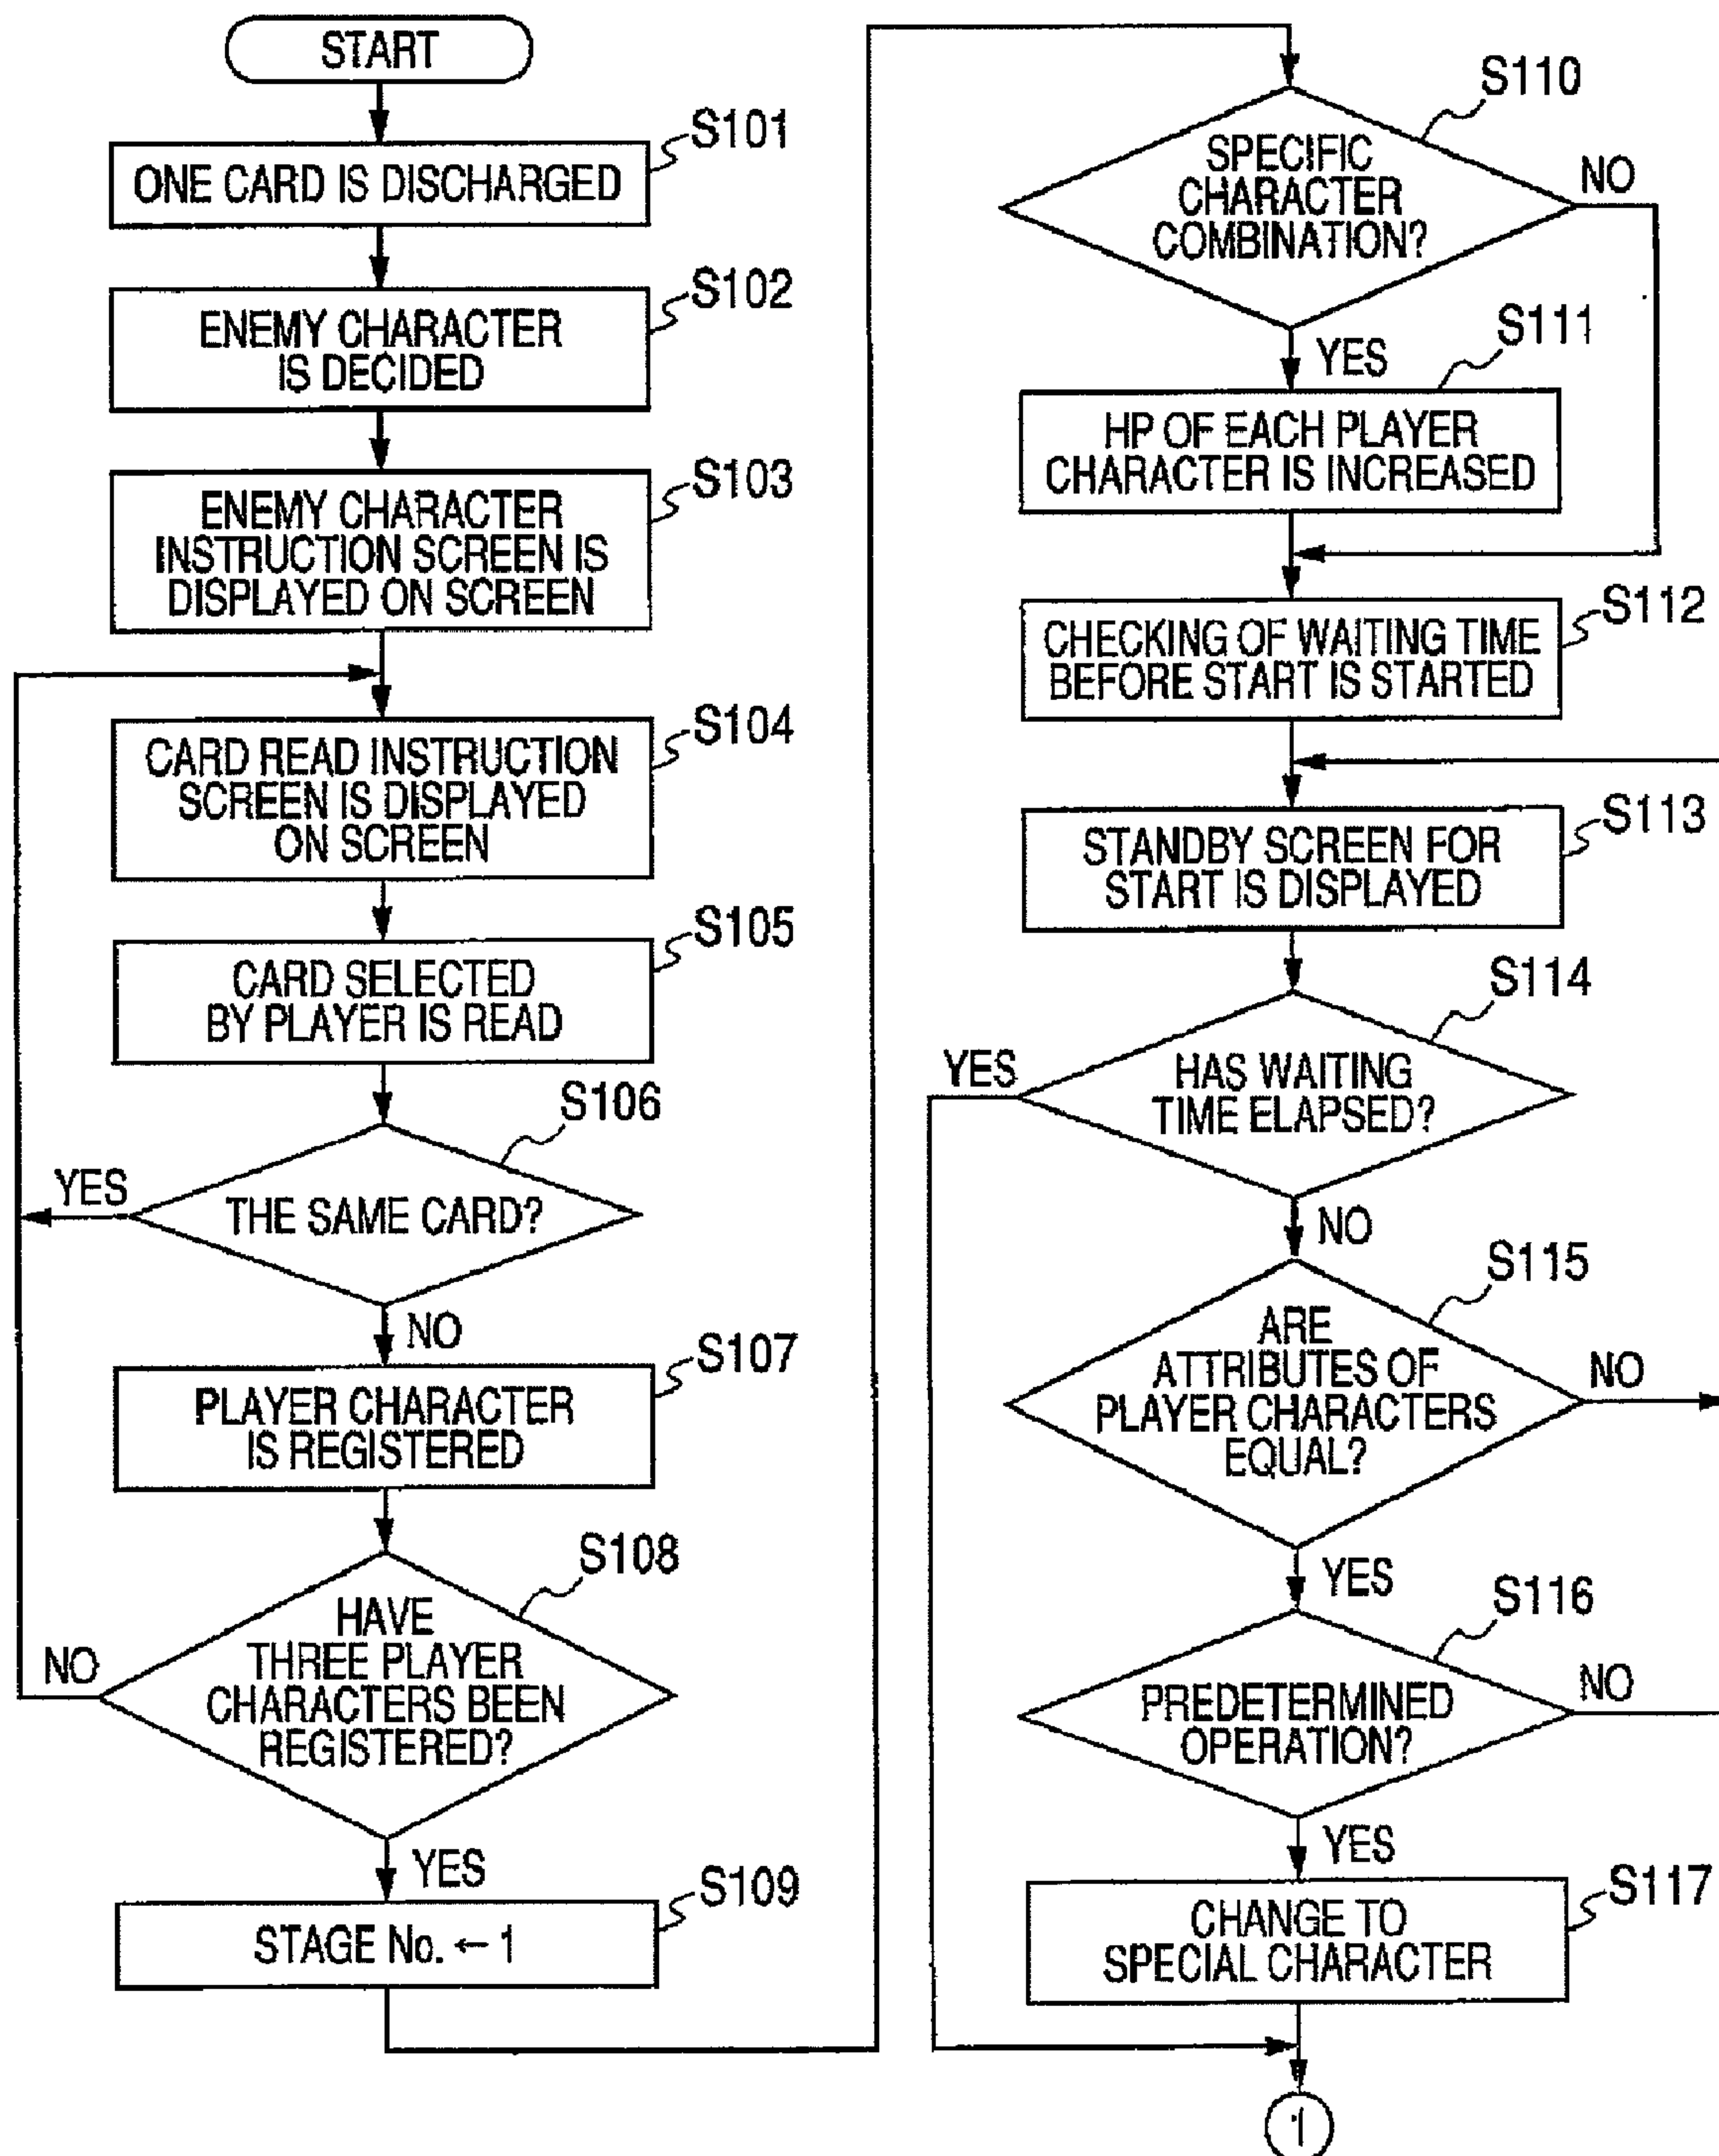 START
S101
ONE CARD IS DISCHARGED
S102
ENEMY CHARACTER
IS DECIDED
S103
ENEMY CHARACTER
INSTRUCTION SCREEN IS
DISPLAYED ON SCREEN
S104
CARD READ INSTRUCTION
SCREEN IS DISPLAYED
ON SCREEN
S105
CARD SELECTED
BY PLAYER IS READ
S106
YES
THE SAME CARD?
NO
S107
PLAYER CHARACTER
IS REGISTERED
S108
HAVE
THREE PLAYER
CHARACTERS BEEN
REGISTERED?
NO
YES
S109
STAGE No. ← 1
S110
SPECIFIC
CHARACTER
COMBINATION?
NO
YES
S111
HP OF EACH PLAYER
CHARACTER IS INCREASED
S112
CHECKING OF WAITING TIME
BEFORE START IS STARTED
S113
STANDBY SCREEN FOR
START IS DISPLAYED
S114
YES
HAS WAITING
TIME ELAPSED?
NO
S115
ARE
ATTRIBUTES OF
PLAYER CHARACTERS
EQUAL?
NO
YES
S116
PREDETERMINED
OPERATION?
NO
YES
S117
CHANGE TO
SPECIAL CHARACTER
1